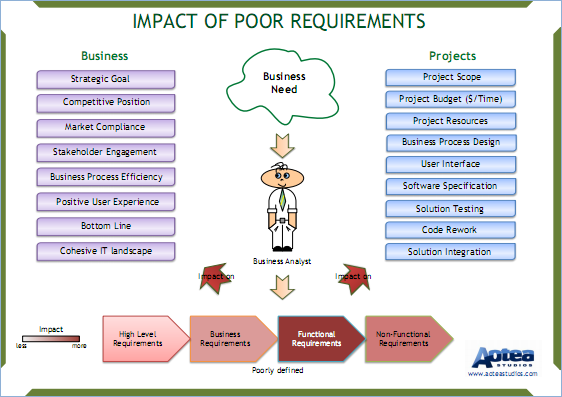 IMPACT OF POOR REQUIREMENTS
Business
Strategic Goal
Competitive Position
Market Compliance
Stakeholder Engagement
Business Process Efficiency
Positive User Experience
Bottom Line
Cohesive IT landscape
Business
Need
Business Analyst
Projects
Project Scope
Project Budget ($/Time)
Project Resources
Business Process Design
User Interface
Software Specification
Solution Testing
Code Rework
Solution Integration
Impact on
Impact on
Impact
less more
High Level
Requirements
Business
Requirements
Functional
Requirements
Non-Functional
Requirements
Poorly defined
Aotea
STUDIOS
www.aoteastudios.com